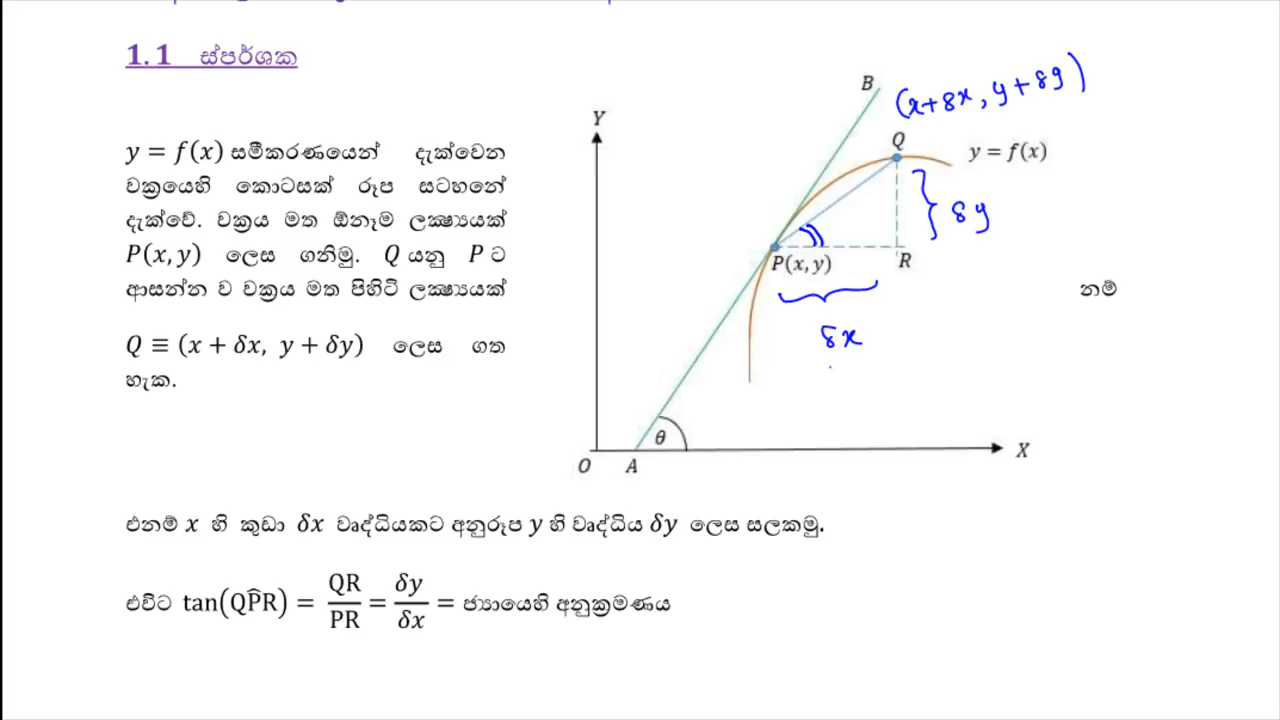 1.1 ස්පර්ශක
y = f(x) සමීකරණයෙන් දැක්වෙන
වක්‍රයෙහි කොටසක් රූප සටහනේ
දැක්වේ. වක්‍රය මත ඕනෑම ලක්ෂ්‍යයක්
P(x, y) ලෙස ගනිමු. Q යනු P ට
ආසන්න ව වක්‍රය මත පිහිටි ලක්ෂ්‍යයක් නම්
Q ≡ (x + δx, y + δy) ලෙස ගත
හැක.
B
(x+δx, y+δy)
Y
Q
y = f(x)
δy
P(x, y)
R
δx
θ
X
O
A
එනම් x හි කුඩා δx වෘද්ධියකට අනුරූප y හි වෘද්ධිය δy ලෙස සලකමු.
එවිට tan(QP̂R) = QR/PR = δy/δx = ජ්‍යායෙහි අනුක්‍රමණය